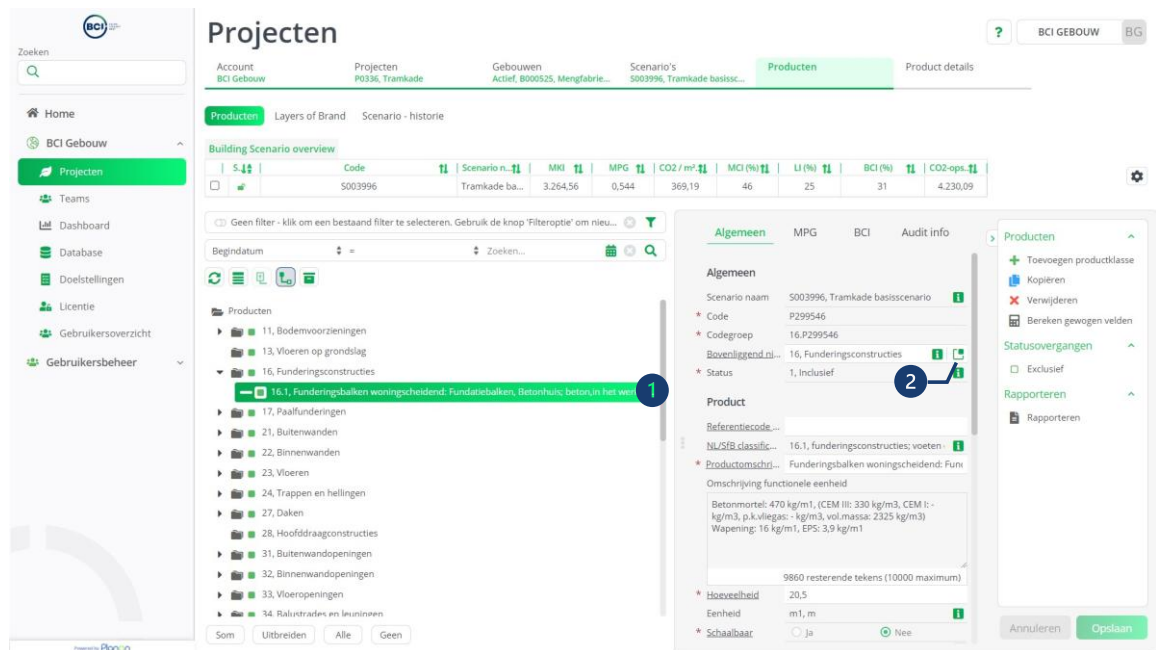 BCI
Projecten
?
BCI GEBOUW
BG
Zoeken
Account
BCI Gebouw
Projecten
P0336, Tramkade
Gebouwen
Actief, B000525, Mengfabrie...
Scenario's
S003996, Tramkade basissc...
Producten
Product details
Home
BCI Gebouw
Projecten
Teams
Dashboard
Database
Doelstellingen
Licentie
Gebruikersoverzicht
Gebruikersbeheer
Producten
Layers of Brand
Scenario - historie
Building Scenario overview
S. Code Scenario n... MKI MPG CO2 / m². MCI (%) LI (%) BCI (%) CO2-ops..
S003996 Tramkade ba... 3.264,56 0,544 369,19 46 25 31 4.230,09
Geen filter - klik om een bestaand filter te selecteren. Gebruik de knop 'Filteroptie' om nieu...
Begindatum = Zoeken...
Producten
11, Bodemvoorzieningen
13, Vloeren op grondslag
16, Funderingsconstructies
16.1, Funderingsbalken woningscheidend: Fundatiebalken, Betonhuis; beton,in het wer
1
17, Paalfunderingen
21, Buitenwanden
22, Binnenwanden
23, Vloeren
24, Trappen en hellingen
27, Daken
28, Hoofddraagconstructies
31, Buitenwandopeningen
32, Binnenwandopeningen
33, Vloeropeningen
34, Balustrades en leuningen
Som
Uitbreiden
Alle
Geen
Algemeen
MPG
BCI
Audit info
Algemeen
Scenario naam S003996, Tramkade basisscenario
* Code P299546
* Codegroep 16.P299546
Bovenliggend ni... 16, Funderingsconstructies
* Status 1, Inclusief
2
Product
Referentiecode ...
NL/SfB classific... 16.1, funderingsconstructies; voeten
* Productomschri... Funderingsbalken woningscheidend: Fun
Omschrijving functionele eenheid
Betonmortel: 470 kg/m1, (CEM III: 330 kg/m3, CEM I: -
kg/m3, p.k.vliegas: - kg/m3, vol.massa: 2325 kg/m3)
Wapening: 16 kg/m1, EPS: 3,9 kg/m1
9860 resterende tekens (10000 maximum)
* Hoeveelheid 20,5
Eenheid m1, m
* Schaalbaar Ja Nee
Producten
Toevoegen productklasse
Kopiëren
Verwijderen
Bereken gewogen velden
Statusovergangen
Exclusief
Rapporteren
Rapporteren
Annuleren
Opslaan